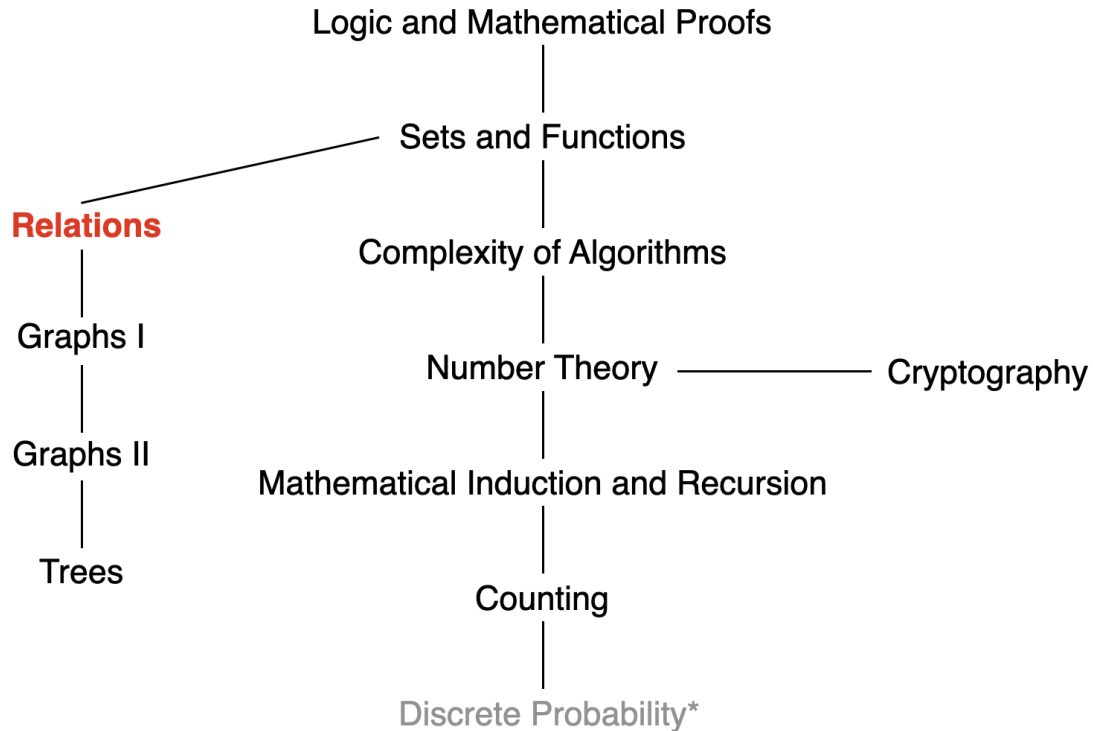 Logic and Mathematical Proofs
Sets and Functions
Relations
Complexity of Algorithms
Graphs I
Number Theory
Cryptography
Graphs II
Mathematical Induction and Recursion
Trees
Counting
Discrete Probability*